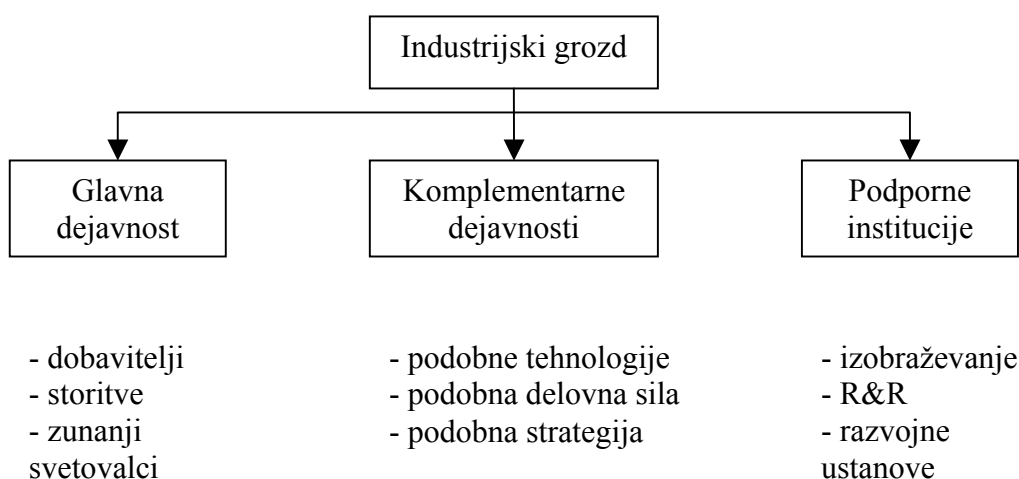 Industrijski grozd
Glavna
dejavnost
Komplementarne
dejavnosti
Podporne
institucije
- dobavitelji
- storitve
- zunanji
svetovalci
- podobne tehnologije
- podobna delovna sila
- podobna strategija
- izobraževanje
- R&R
- razvojne
ustanove